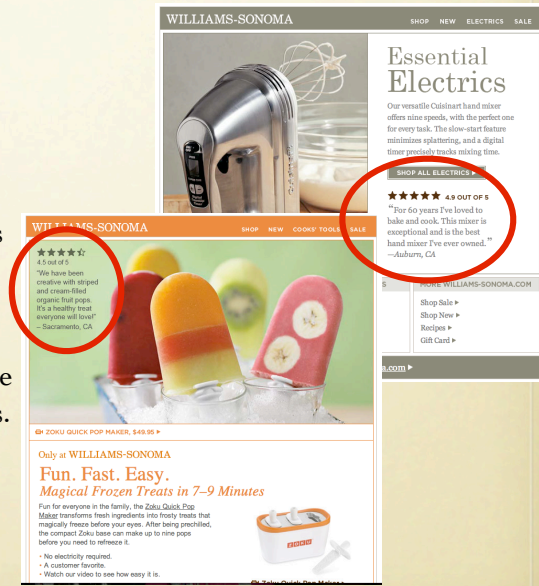 WILLIAMS-SONOMA
SHOP NEW ELECTRICS SALE
Essential
Electrics
Our versatile Cuisinart hand mixer
offers nine speeds, with the perfect one
for every task. The slow-start feature
minimizes splattering, and a digital
timer precisely tracks mixing time.
SHOP ALL ELECTRICS ▶
★★★★★ 4.9 OUT OF 5
"For 60 years I've loved to
bake and cook. This mixer is
exceptional and is the best
hand mixer I've ever owned."
—Auburn, CA
MORE WILLIAMS-SONOMA.COM
Shop Sale ▶
Shop New ▶
Recipes ▶
Gift Card ▶
a.com ▶
s
e
s.
WILLIAMS-SONOMA
SHOP NEW COOKS' TOOLS SALE
4.5 out of 5
"We have been
creative with striped
and cream-filled
organic fruit pops.
It's a healthy treat
everyone will love!"
– Sacramento, CA
ZOKU QUICK POP MAKER, $49.95 ▶
Only at WILLIAMS-SONOMA
Fun. Fast. Easy.
Magical Frozen Treats in 7–9 Minutes
Fun for everyone in the family, the Zoku Quick Pop
Maker transforms fresh ingredients into frosty treats that
magically freeze before your eyes. After being prechilled,
the compact Zoku base can make up to nine pops
before you need to refreeze it.
• No electricity required.
• A customer favorite.
• Watch our video to see how easy it is.
ZOKU
Zoku Quick Pop Maker ▶